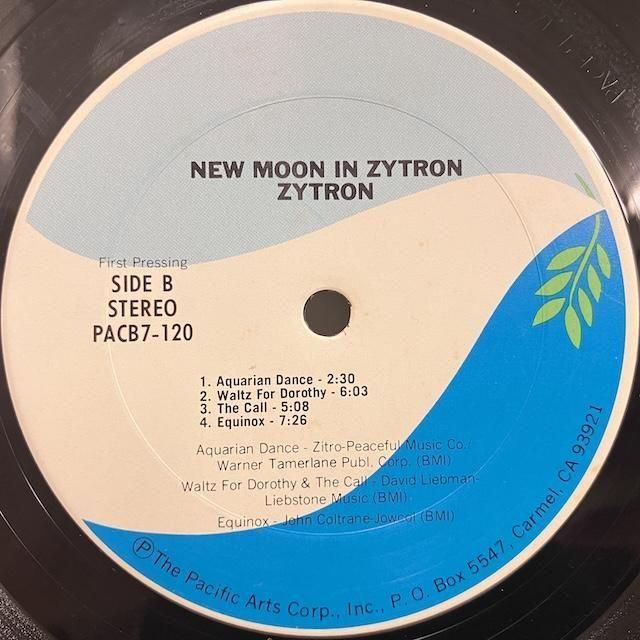 NEW MOON IN ZYTRON
ZYTRON
First Pressing
SIDE B
STEREO
PACB7-120
1. Aquarian Dance - 2:30
2. Waltz For Dorothy - 6:03
3. The Call - 5:08
4. Equinox - 7:26
Aquarian Dance - Zitro-Peaceful Music Co./
Warner Tamerlane Publ. Corp. (BMI)
Waltz For Dorothy & The Call - David Liebman-
Liebstone Music (BMI)
Equinox - John Coltrane-Jowcol (BMI)
Ⓟ The Pacific Arts Corp., Inc., P.O. Box 5547, Carmel, CA 93921